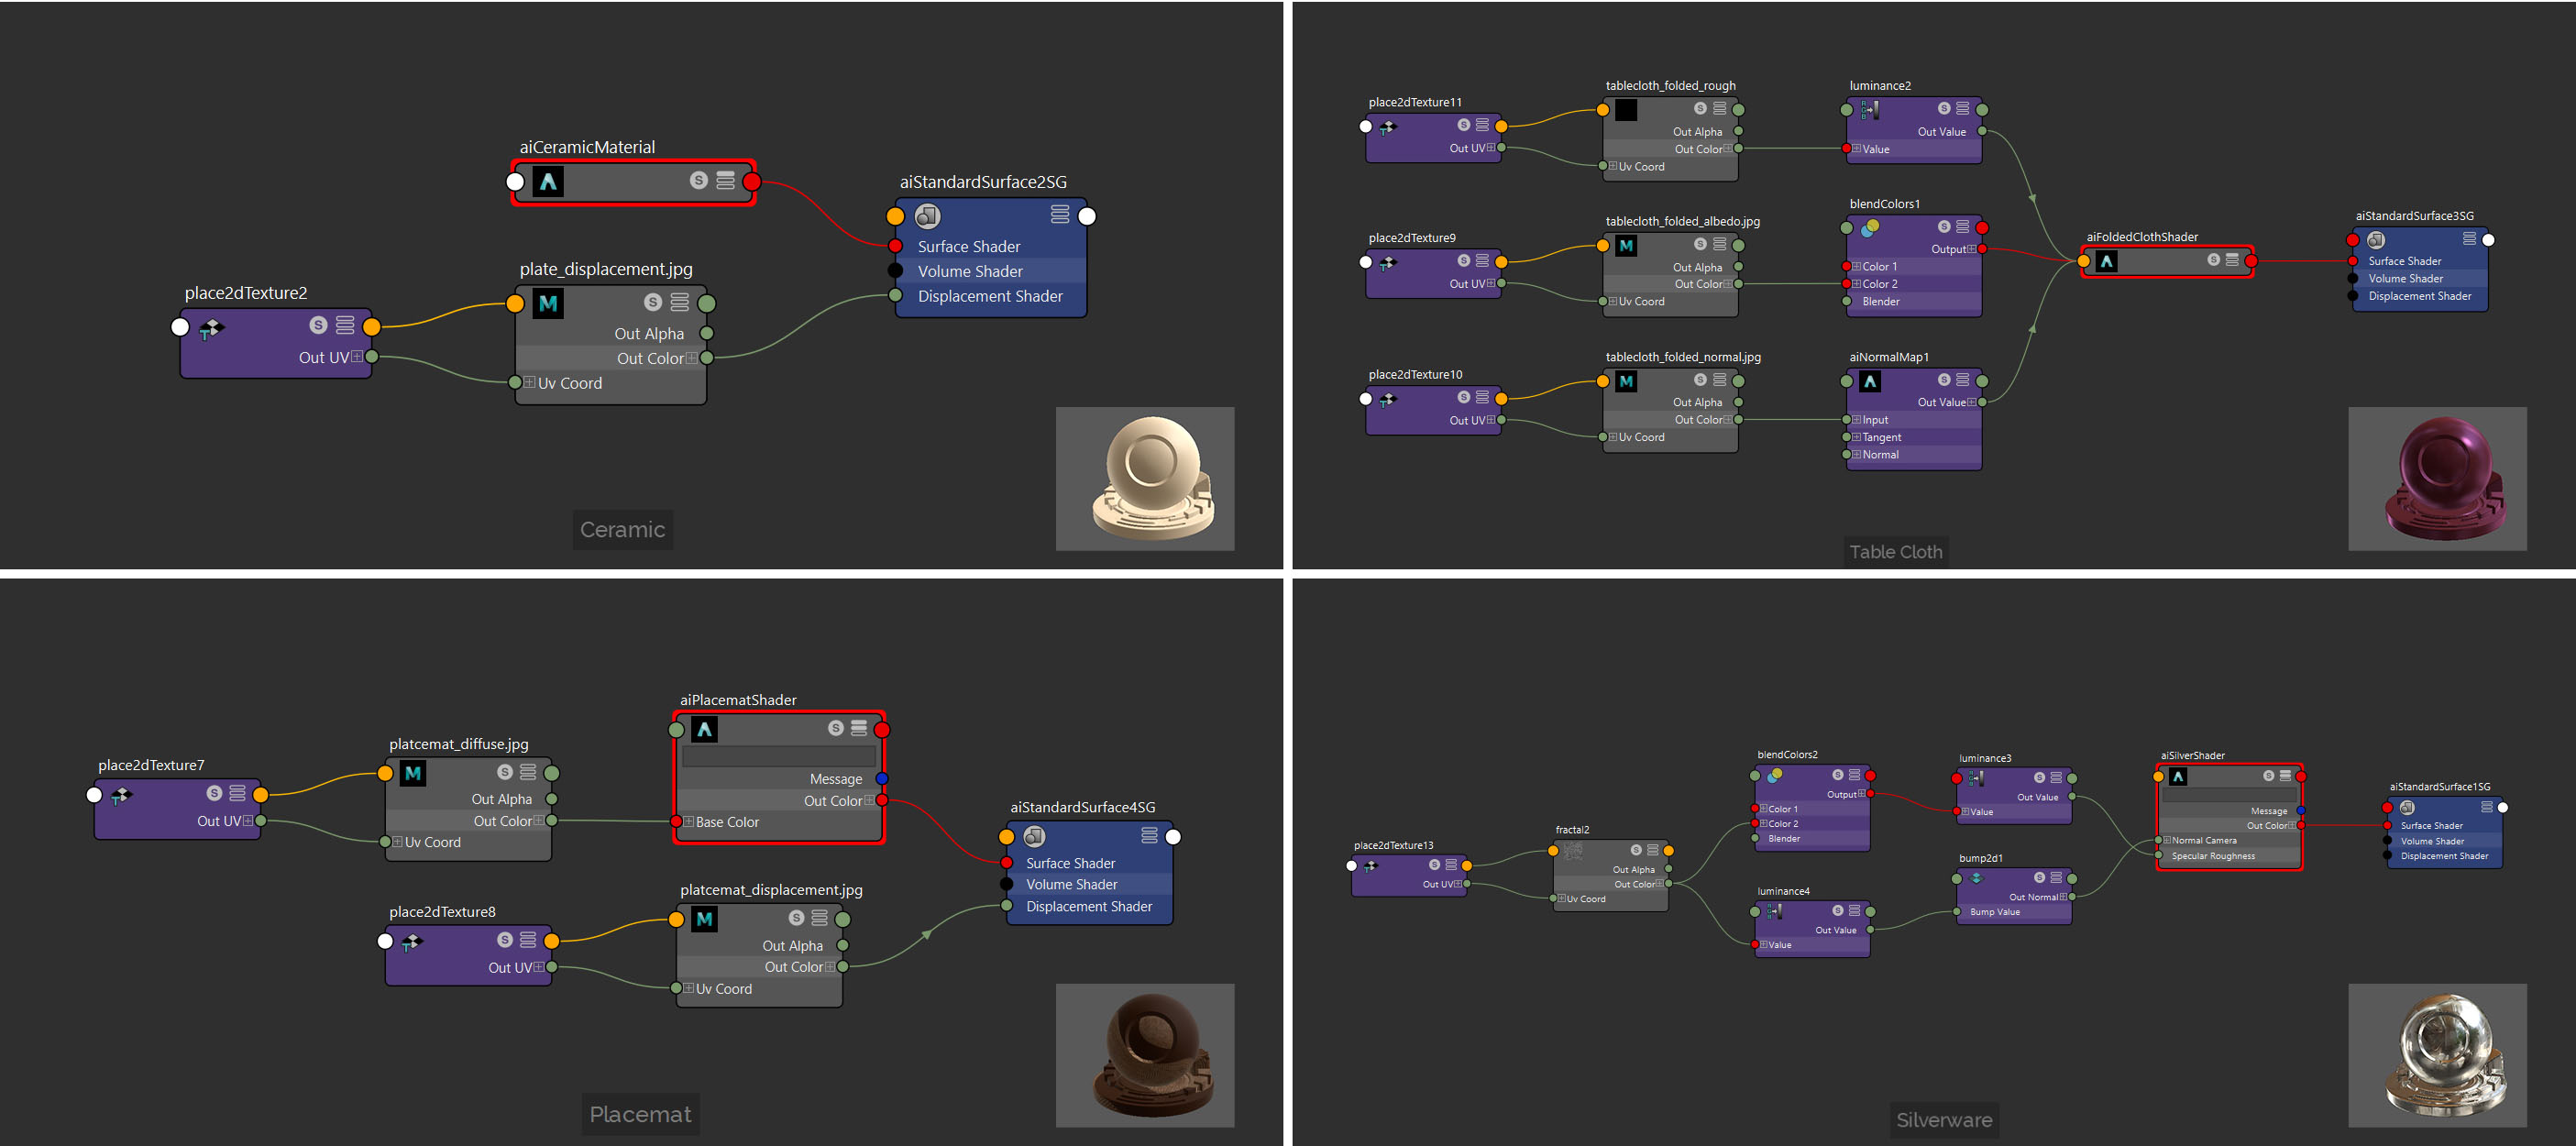 aiCeramicMaterial
aiStandardSurface2SG
Surface Shader
Volume Shader
Displacement Shader
plate_displacement.jpg
Out Alpha
Out Color
Uv Coord
place2dTexture2
Out UV
Ceramic
place2dTexture11
Out UV
tablecloth_folded_rough
Out Alpha
Out Color
Uv Coord
luminance2
Out Value
Value
place2dTexture9
Out UV
tablecloth_folded_albedo.jpg
Out Alpha
Out Color
Uv Coord
blendColors1
Output
Color 1
Color 2
Blender
place2dTexture10
Out UV
tablecloth_folded_normal.jpg
Out Alpha
Out Color
Uv Coord
aiNormalMap1
Out Value
Input
Tangent
Normal
aiFoldedClothShader
aiStandardSurface3SG
Surface Shader
Volume Shader
Displacement Shader
Table Cloth
place2dTexture7
Out UV
platcemat_diffuse.jpg
Out Alpha
Out Color
Uv Coord
aiPlacematShader
Message
Out Color
Base Color
aiStandardSurface4SG
Surface Shader
Volume Shader
Displacement Shader
place2dTexture8
Out UV
platcemat_displacement.jpg
Out Alpha
Out Color
Uv Coord
Placemat
place2dTexture13
Out UV
fractal2
Out Alpha
Out Color
Uv Coord
blendColors2
Output
Color 1
Color 2
Blender
luminance4
Out Value
Value
luminance3
Out Value
Value
bump2d1
Out Normal
Bump Value
aiSilverShader
Message
Out Color
Normal Camera
Specular Roughness
aiStandardSurface1SG
Surface Shader
Volume Shader
Displacement Shader
Silverware